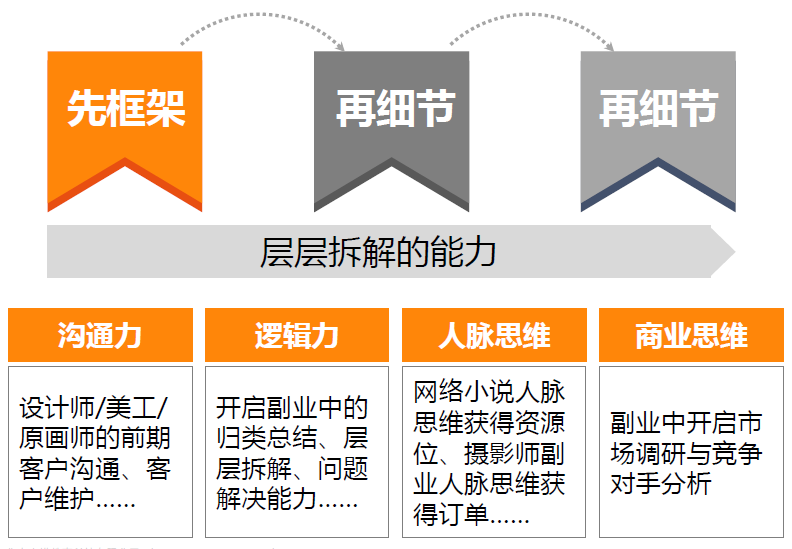 先框架
再细节
再细节
层层拆解的能力
沟通力
逻辑力
人脉思维
商业思维
设计师/美工/
原画师的前期
客户沟通、客
户维护……
开启副业中的
归类总结、层
层拆解、问题
解决能力……
网络小说人脉
思维获得资源
位、摄影师副
业人脉思维获
得订单……
副业中开启市
场调研与竞争
对手分析